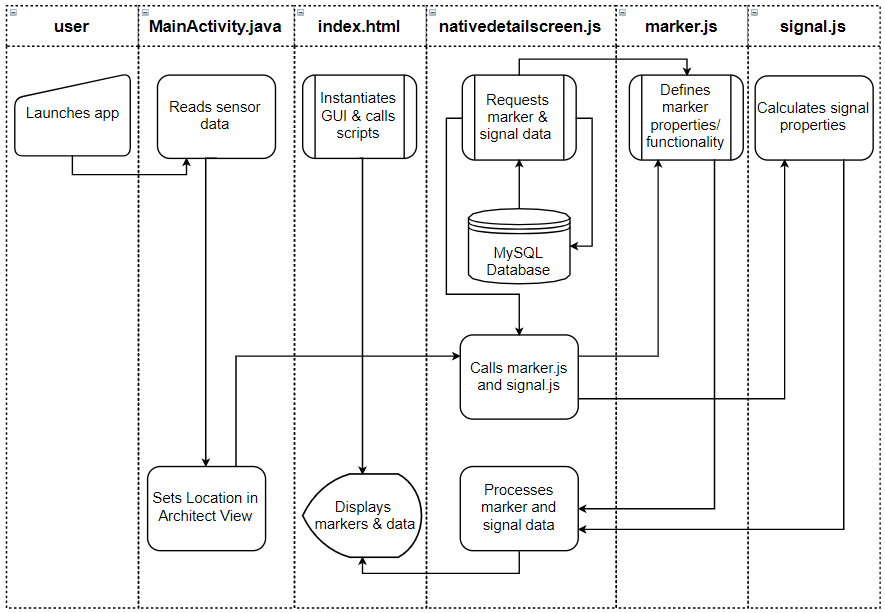 user
MainActivity.java
index.html
nativedetailscreen.js
marker.js
signal.js
Launches app
Reads sensor
data
Instantiates
GUI & calls
scripts
Requests
marker &
signal data
Defines
marker
properties/
functionality
Calculates signal
properties
MySQL
Database
Calls marker.js
and signal.js
Sets Location in
Architect View
Displays
markers & data
Processes
marker and
signal data